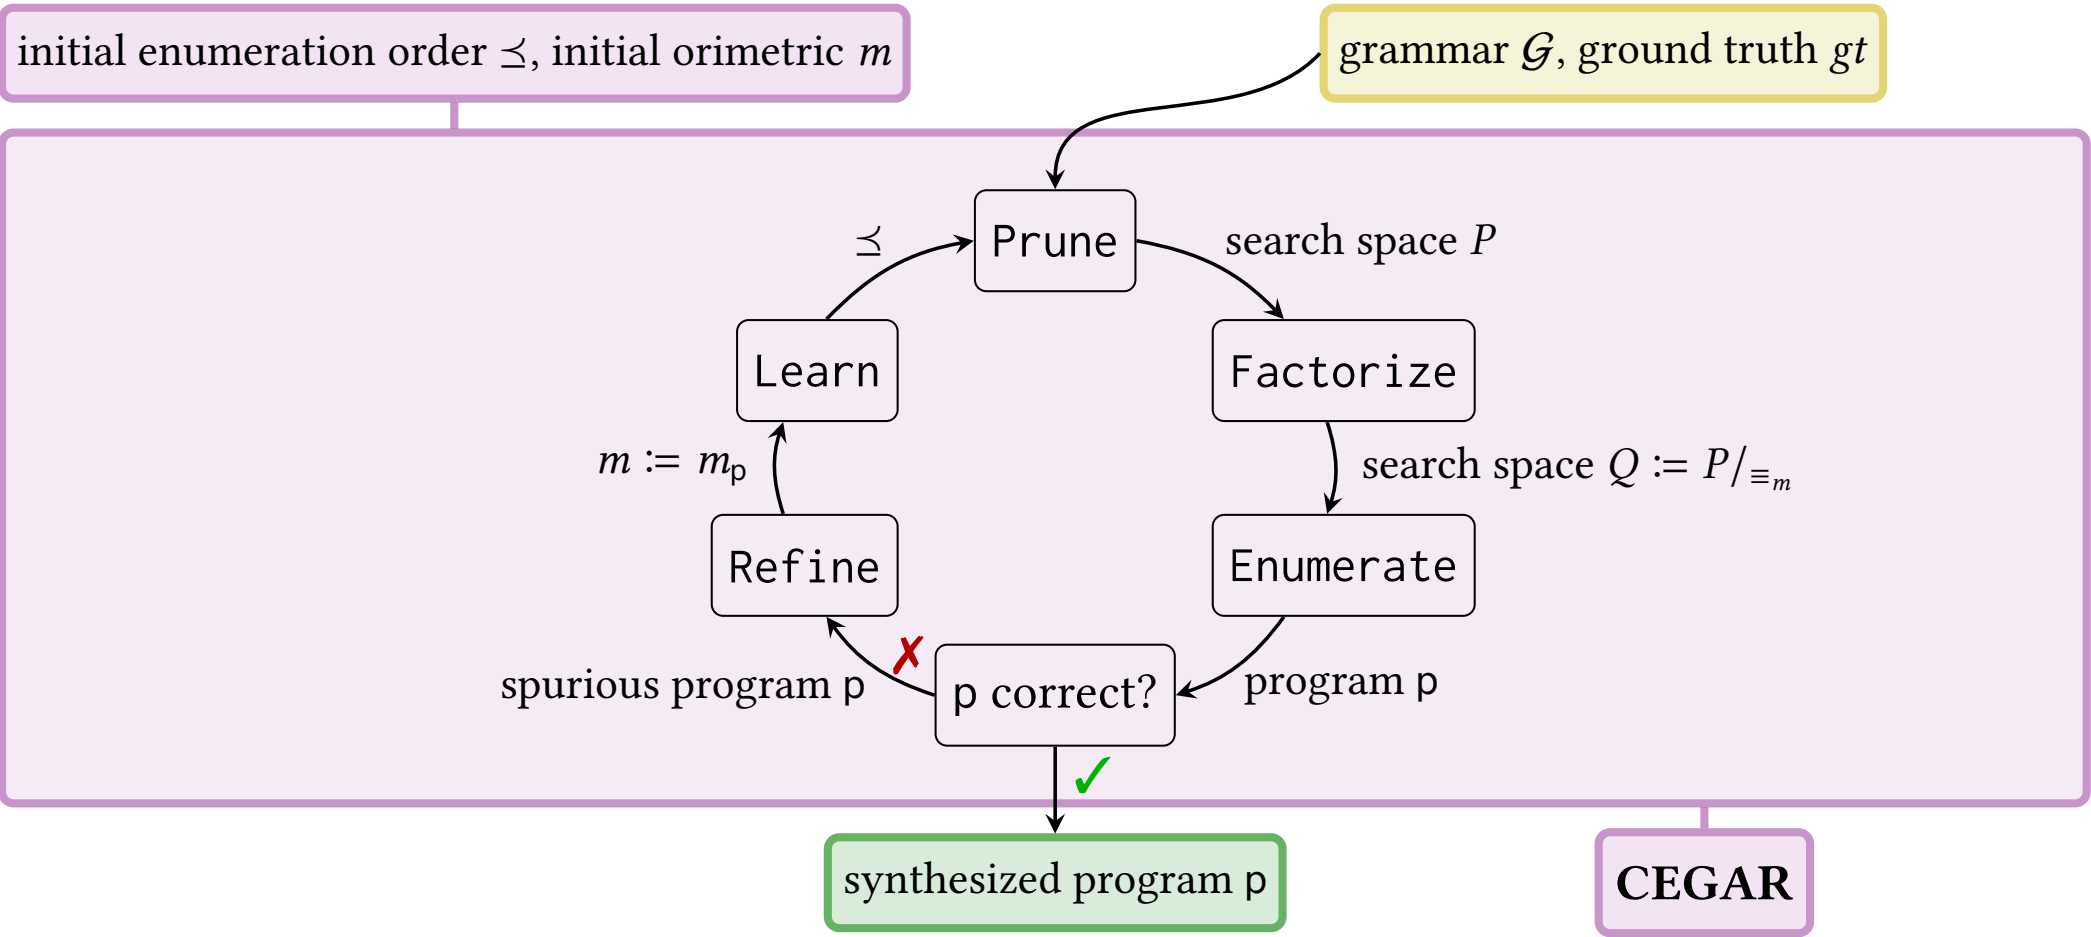 initial enumeration order ⪯, initial orimetric m
grammar 𝒢, ground truth gt
⪯
Prune
search space P
Learn
Factorize
m := mₚ
search space Q := P/≡ₘ
Refine
Enumerate
✗
spurious program p
p correct?
program p
✓
synthesized program p
CEGAR